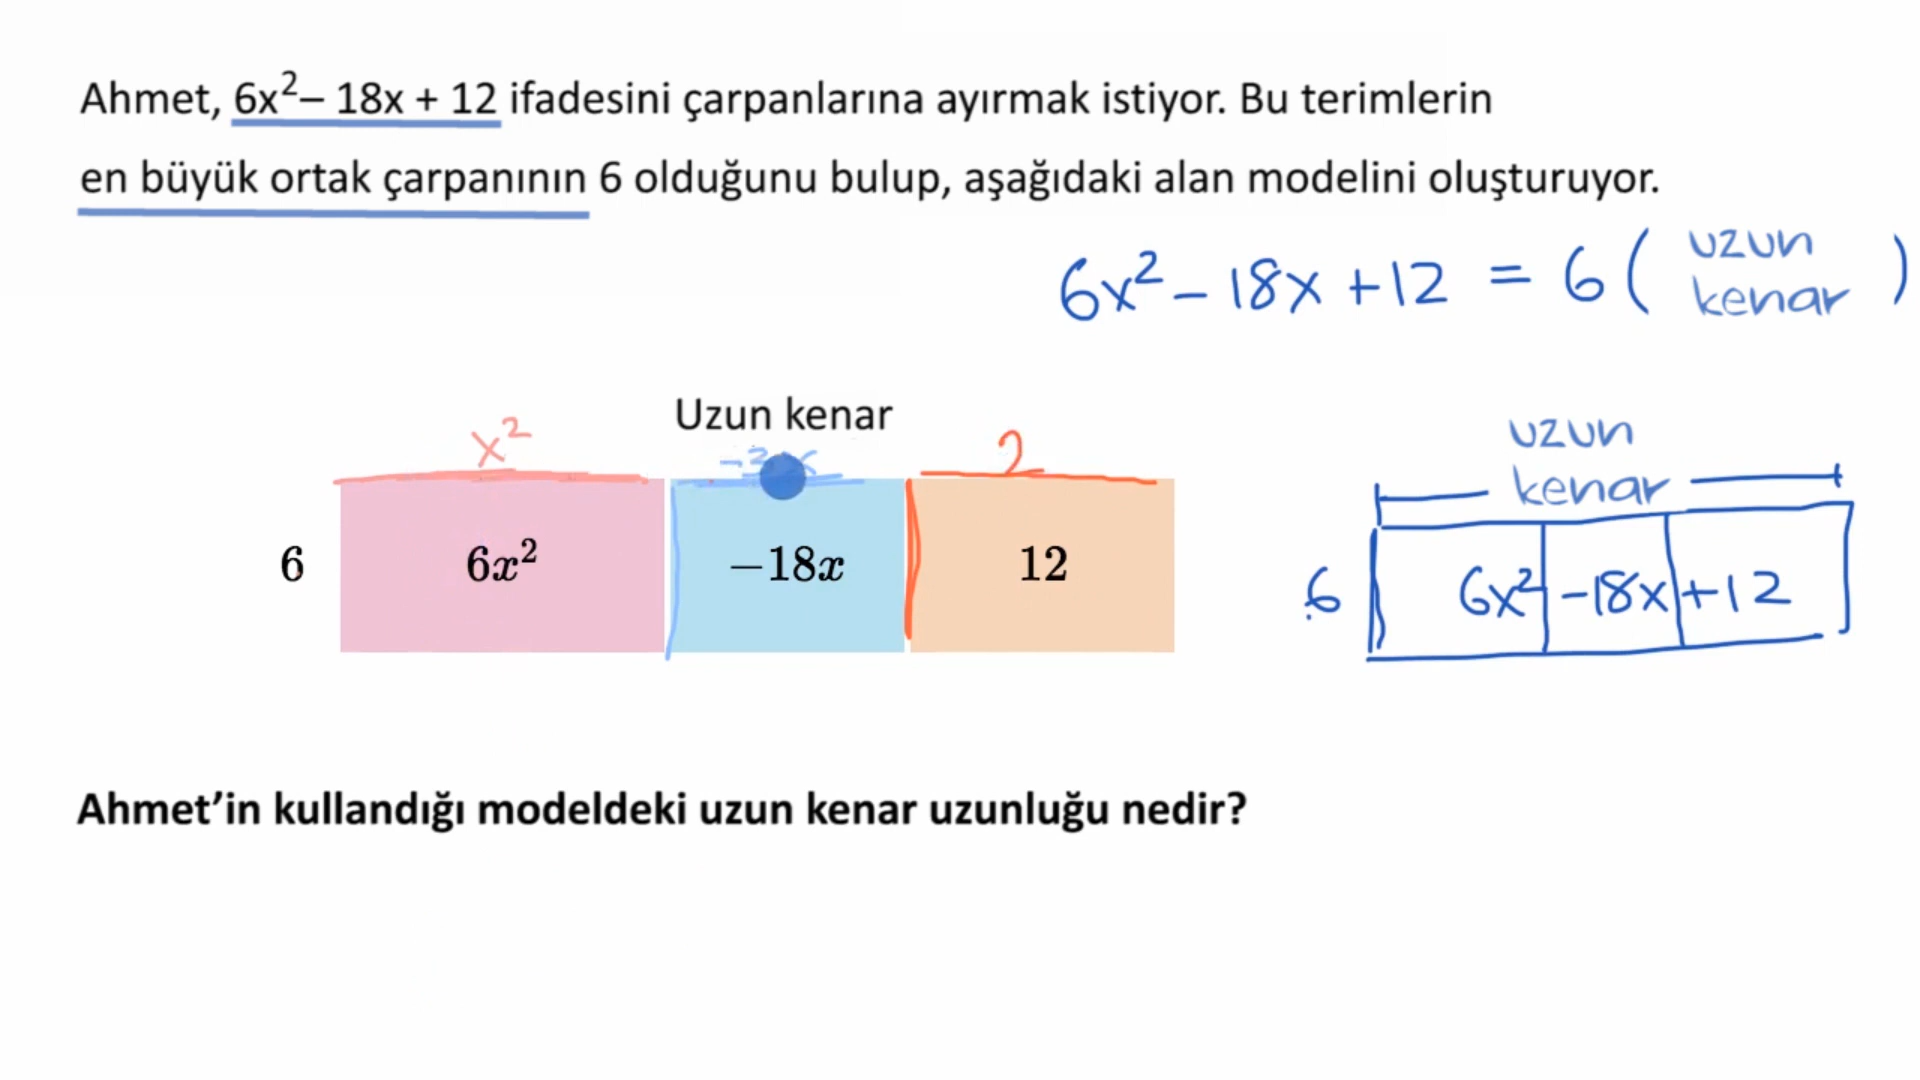 Ahmet, 6x²– 18x + 12 ifadesini çarpanlarına ayırmak istiyor. Bu terimlerin
en büyük ortak çarpanının 6 olduğunu bulup, aşağıdaki alan modelini oluşturuyor.
6x² – 18x + 12 = 6 ( uzun
kenar )
Uzun kenar
x²
2
6
6x²
−18x
12
uzun
kenar
6
6x²
-18x
+12
Ahmet’in kullandığı modeldeki uzun kenar uzunluğu nedir?